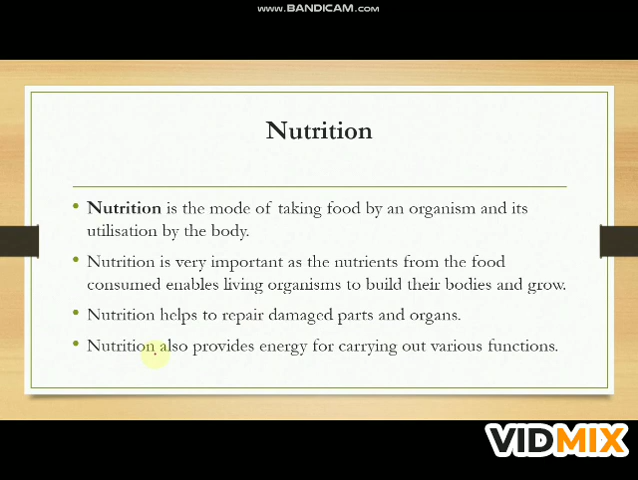 www.BANDICAM.com
Nutrition
• Nutrition is the mode of taking food by an organism and its
utilisation by the body.
• Nutrition is very important as the nutrients from the food
consumed enables living organisms to build their bodies and grow.
• Nutrition helps to repair damaged parts and organs.
• Nutrition also provides energy for carrying out various functions.
VIDMIX